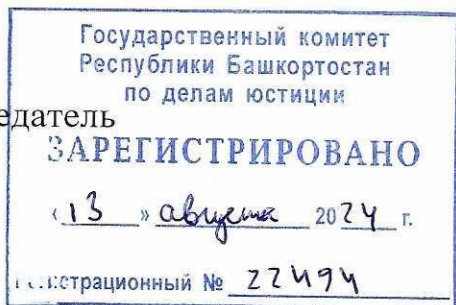 Государственный комитет
Республики Башкортостан
по делам юстиции
едатель
ЗАРЕГИСТРИРОВАНО
«13» августа 2024 г.
истрационный № 22494